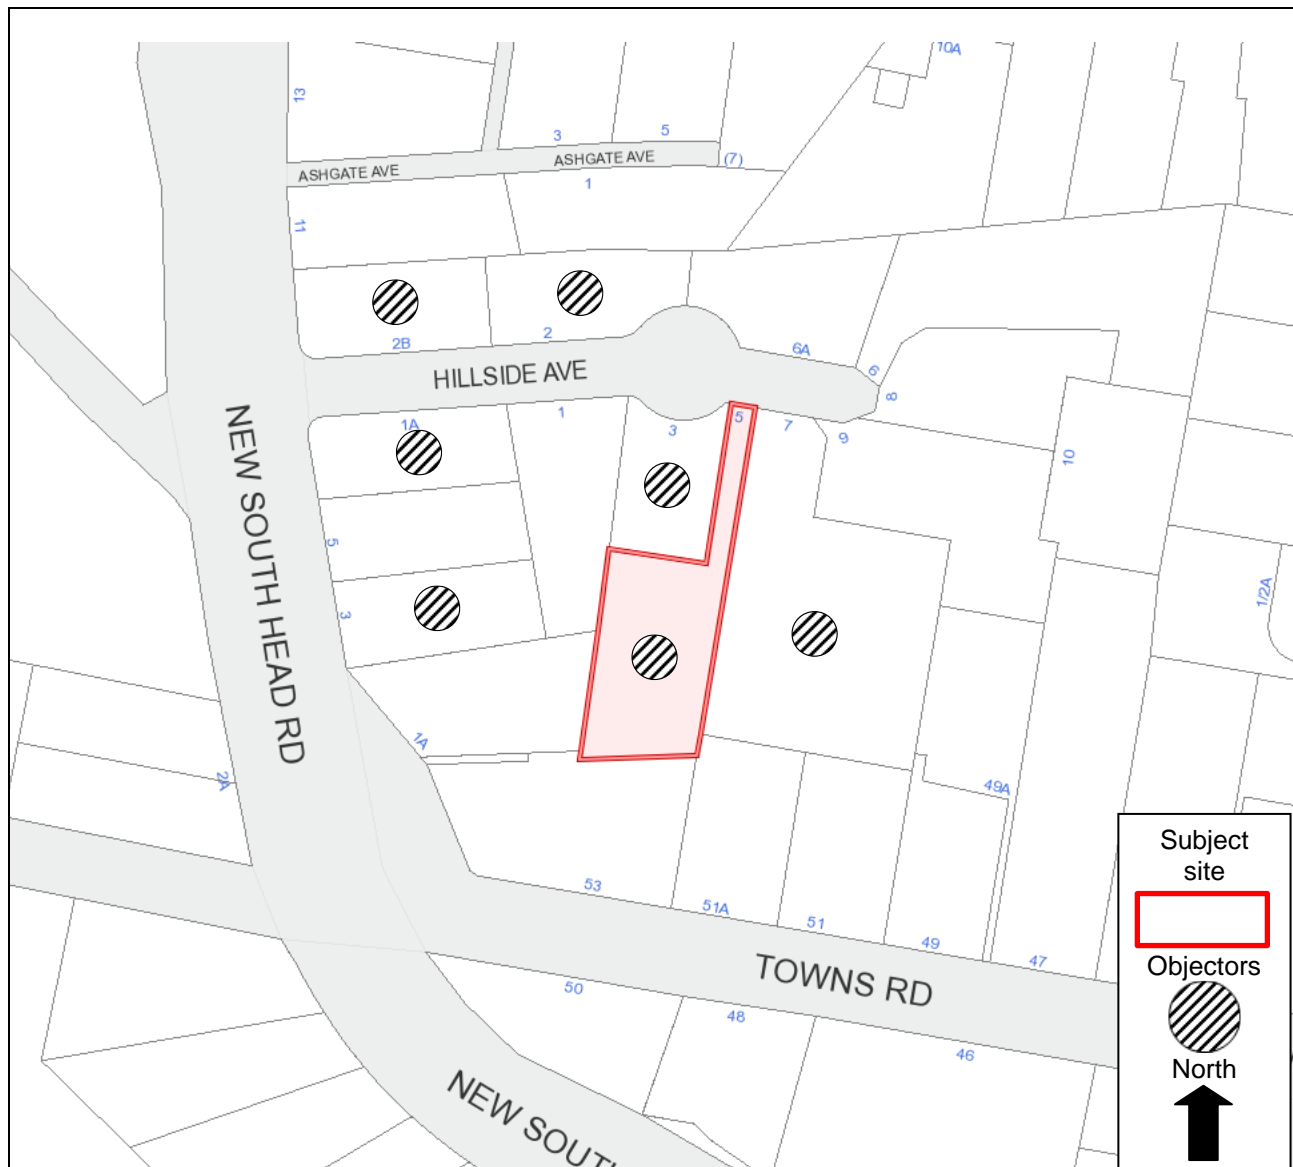 10A
13
3
5
ASHGATE AVE
ASHGATE AVE
(7)
1
11
2B
2
6A
6
8
HILLSIDE AVE
1A
1
3
5
7
9
10
NEW SOUTH HEAD RD
5
3
1/2A
1A
2A
49A
53
51A
51
49
47
TOWNS RD
50
48
46
NEW SOUT
Subject
site
Objectors
North